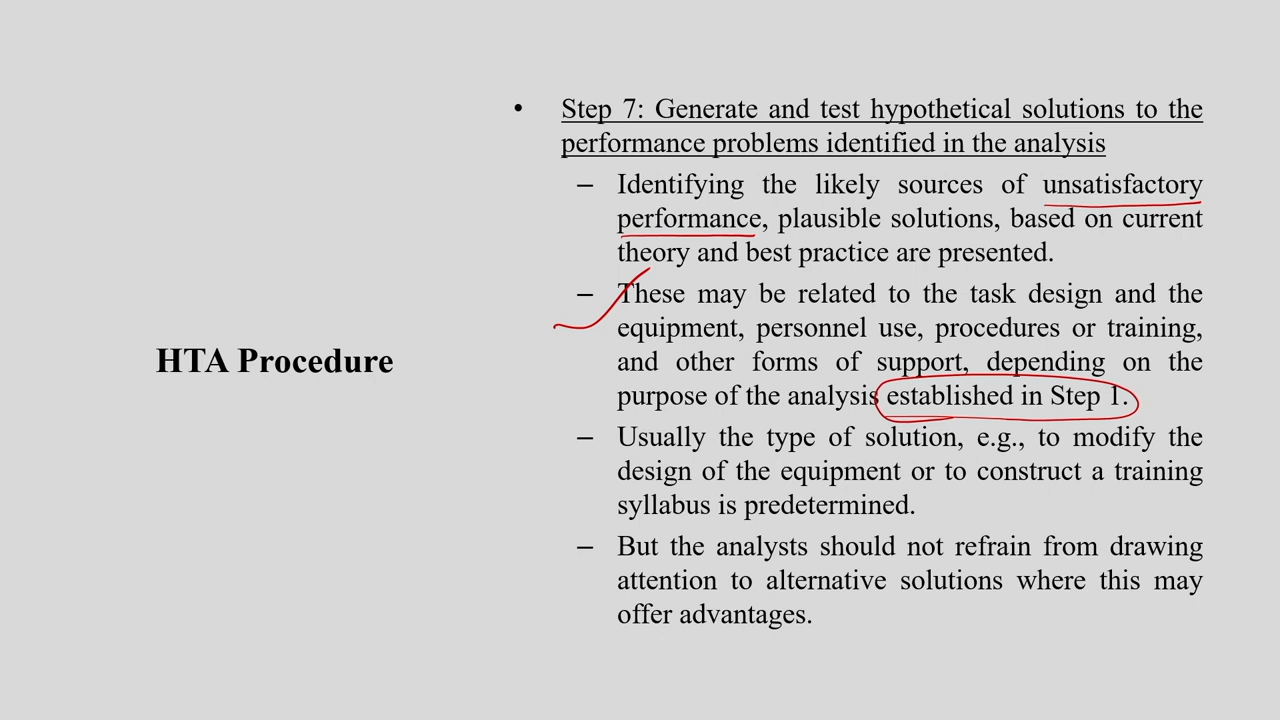 HTA Procedure
• Step 7: Generate and test hypothetical solutions to the
performance problems identified in the analysis
– Identifying the likely sources of unsatisfactory
performance, plausible solutions, based on current
theory and best practice are presented.
– These may be related to the task design and the
equipment, personnel use, procedures or training,
and other forms of support, depending on the
purpose of the analysis established in Step 1.
– Usually the type of solution, e.g., to modify the
design of the equipment or to construct a training
syllabus is predetermined.
– But the analysts should not refrain from drawing
attention to alternative solutions where this may
offer advantages.